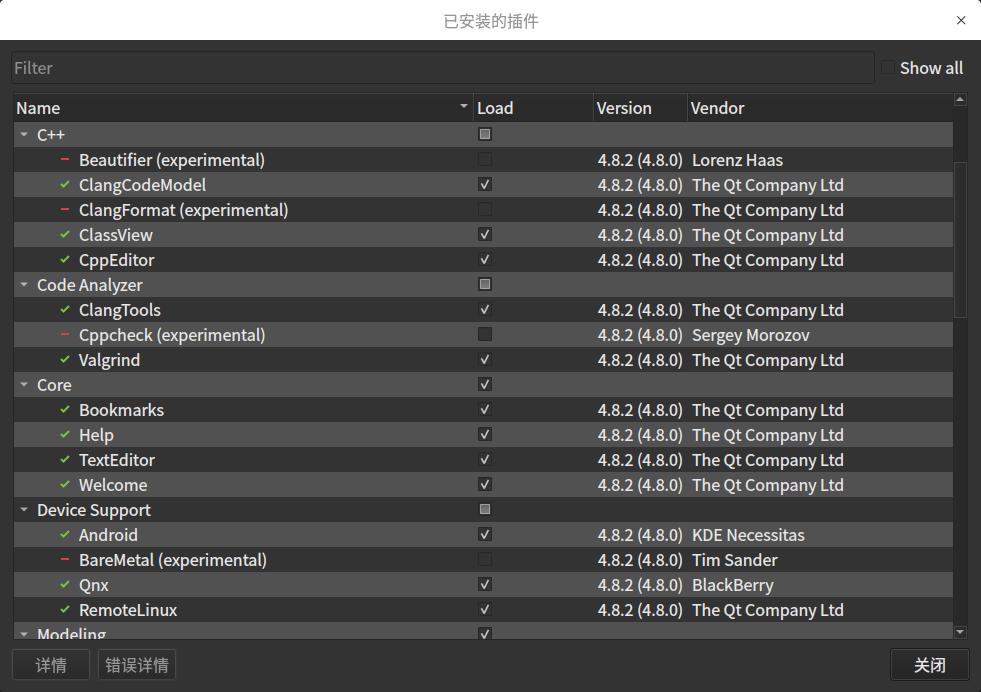 已安装的插件
Filter Show all
Name Load Version Vendor
C++
Beautifier (experimental) 4.8.2 (4.8.0) Lorenz Haas
ClangCodeModel 4.8.2 (4.8.0) The Qt Company Ltd
ClangFormat (experimental) 4.8.2 (4.8.0) The Qt Company Ltd
ClassView 4.8.2 (4.8.0) The Qt Company Ltd
CppEditor 4.8.2 (4.8.0) The Qt Company Ltd
Code Analyzer
ClangTools 4.8.2 (4.8.0) The Qt Company Ltd
Cppcheck (experimental) 4.8.2 (4.8.0) Sergey Morozov
Valgrind 4.8.2 (4.8.0) The Qt Company Ltd
Core
Bookmarks 4.8.2 (4.8.0) The Qt Company Ltd
Help 4.8.2 (4.8.0) The Qt Company Ltd
TextEditor 4.8.2 (4.8.0) The Qt Company Ltd
Welcome 4.8.2 (4.8.0) The Qt Company Ltd
Device Support
Android 4.8.2 (4.8.0) KDE Necessitas
BareMetal (experimental) 4.8.2 (4.8.0) Tim Sander
Qnx 4.8.2 (4.8.0) BlackBerry
RemoteLinux 4.8.2 (4.8.0) The Qt Company Ltd
Modeling
详情 错误详情 关闭